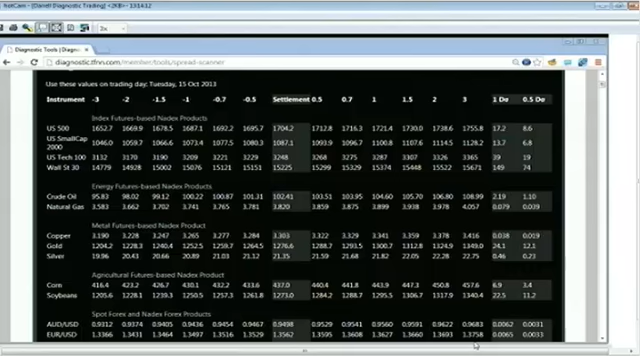 NetCam - [Darrell Diagnostic Trading] <2KB> - 13:14:12
2x
Diagnostic Tools | Diagnos
diagnostic.tfnn.com/member/tools/spread-scanner
Use these values on trading day: Tuesday, 15 Oct 2013
Instrument -3 -2 -1.5 -1 -0.7 -0.5 Settlement 0.5 0.7 1 1.5 2 3 1 Dσ 0.5 Dσ
Index Futures-based Nadex Products
US 500 1652.7 1669.9 1678.5 1687.1 1692.2 1695.7 1704.2 1712.8 1716.3 1721.4 1730.0 1738.6 1755.8 17.2 8.6
US SmallCap 2000 1046.0 1059.7 1066.6 1073.4 1077.5 1080.3 1087.1 1093.9 1096.7 1100.8 1107.6 1114.5 1128.2 13.7 6.8
US Tech 100 3132 3170 3190 3209 3221 3229 3248 3268 3275 3287 3307 3326 3365 39 19
Wall St 30 14779 14928 15002 15076 15121 15151 15225 15299 15329 15374 15448 15522 15671 149 74
Energy Futures-based Nadex Products
Crude Oil 95.83 98.02 99.12 100.22 100.87 101.31 102.41 103.51 103.95 104.60 105.70 106.80 108.99 2.19 1.10
Natural Gas 3.583 3.662 3.702 3.741 3.765 3.781 3.820 3.859 3.875 3.899 3.938 3.978 4.057 0.079 0.039
Metal Futures-based Nadex Product
Copper 3.190 3.228 3.247 3.265 3.277 3.284 3.303 3.322 3.329 3.341 3.359 3.378 3.416 0.038 0.019
Gold 1204.2 1228.3 1240.4 1252.5 1259.7 1264.5 1276.6 1288.7 1293.5 1300.7 1312.8 1324.9 1349.0 24.1 12.1
Silver 19.96 20.43 20.66 20.89 21.03 21.12 21.35 21.59 21.68 21.82 22.05 22.28 22.75 0.46 0.23
Agricultural Futures-based Nadex Product
Corn 416.4 423.2 426.7 430.1 432.2 433.6 437.0 440.4 441.8 443.9 447.3 450.8 457.6 6.9 3.4
Soybeans 1205.6 1228.1 1239.3 1250.5 1257.3 1261.8 1273.0 1284.2 1288.7 1295.5 1306.7 1317.9 1340.4 22.5 11.2
Spot Forex and Nadex Forex Products
AUD/USD 0.9312 0.9374 0.9405 0.9436 0.9454 0.9467 0.9498 0.9529 0.9541 0.9560 0.9591 0.9622 0.9683 0.0062 0.0031
EUR/USD 1.3366 1.3431 1.3464 1.3497 1.3516 1.3529 1.3562 1.3595 1.3608 1.3627 1.3660 1.3693 1.3758 0.0065 0.0033